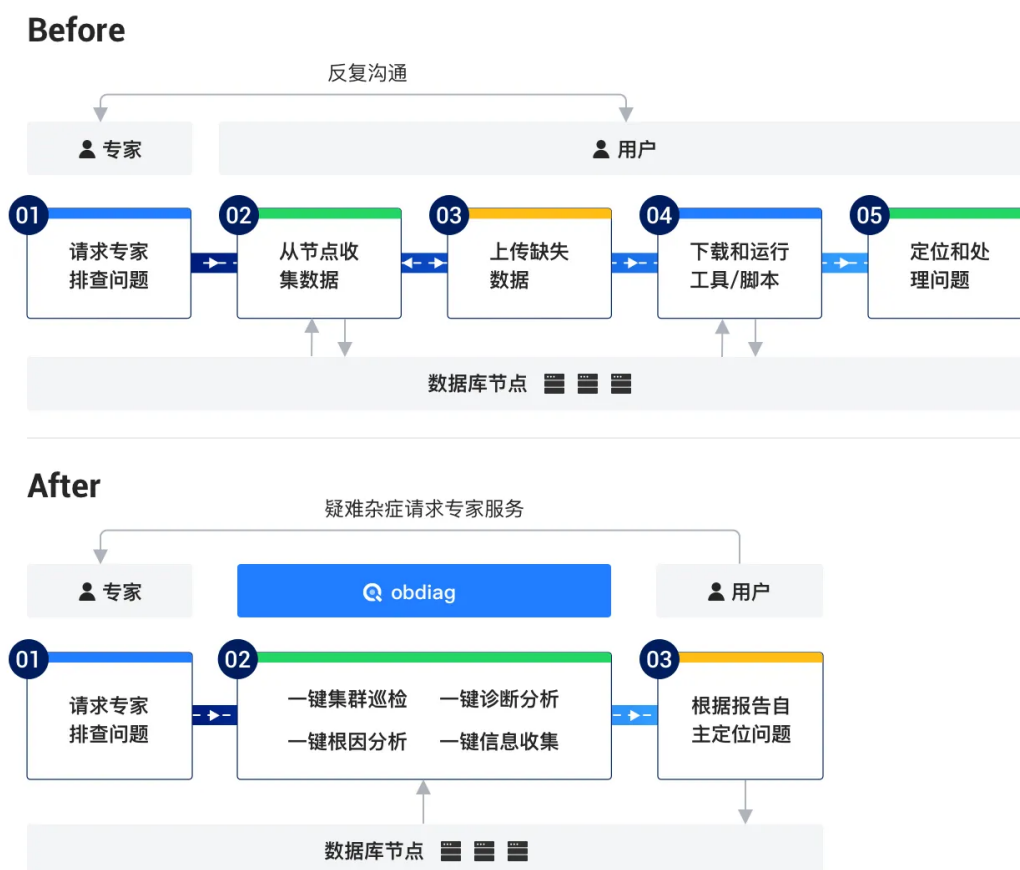 Before
反复沟通
专家
用户
01
02
03
04
05
请求专家
排查问题
从节点收
集数据
上传缺失
数据
下载和运行
工具/脚本
定位和处
理问题
数据库节点
After
疑难杂症请求专家服务
专家
obdiag
用户
01
02
03
请求专家
排查问题
一键集群巡检 一键诊断分析
一键根因分析 一键信息收集
根据报告自
主定位问题
数据库节点